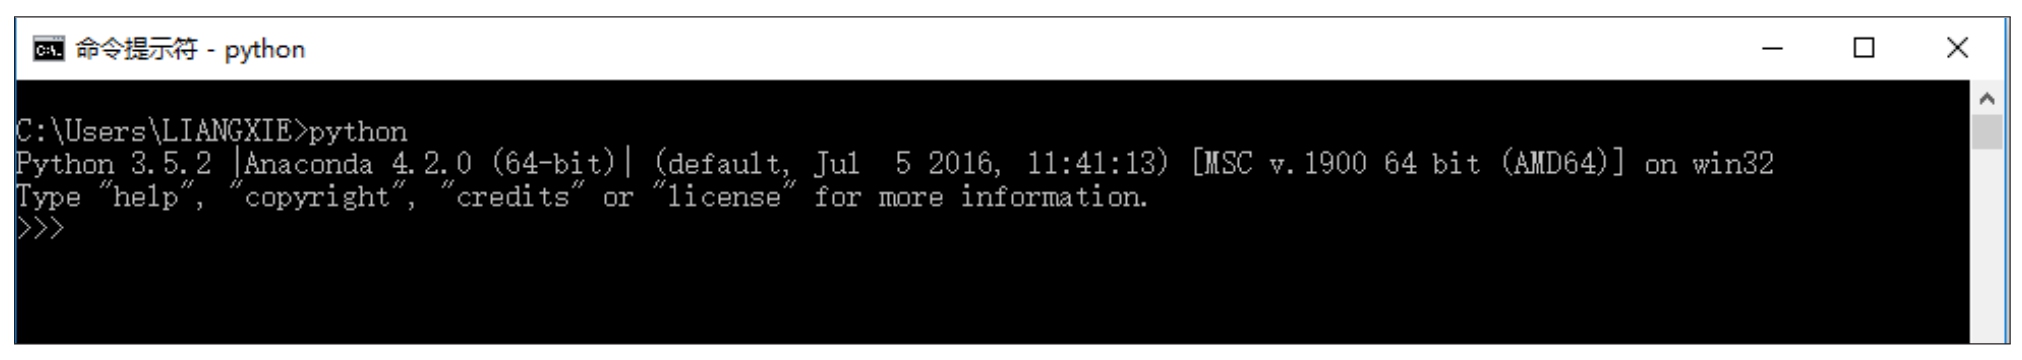 命令提示符 - python
C:\Users\LIANGXIE>python
Python 3.5.2 |Anaconda 4.2.0 (64-bit)| (default, Jul  5 2016, 11:41:13) [MSC v.1900 64 bit (AMD64)] on win32
Type "help", "copyright", "credits" or "license" for more information.
>>>